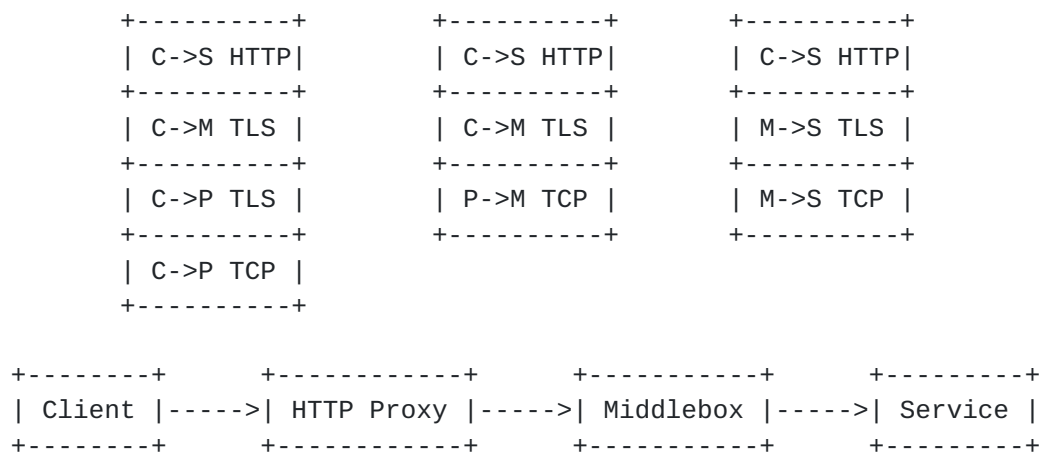 +----------+ +----------+ +----------+
| C->S HTTP| | C->S HTTP| | C->S HTTP|
+----------+ +----------+ +----------+
| C->M TLS | | C->M TLS | | M->S TLS |
+----------+ +----------+ +----------+
| C->P TLS | | P->M TCP | | M->S TCP |
+----------+ +----------+ +----------+
| C->P TCP |
+----------+
+--------+ +------------+ +-----------+ +---------+
| Client |----->| HTTP Proxy |----->| Middlebox |----->| Service |
+--------+ +------------+ +-----------+ +---------+